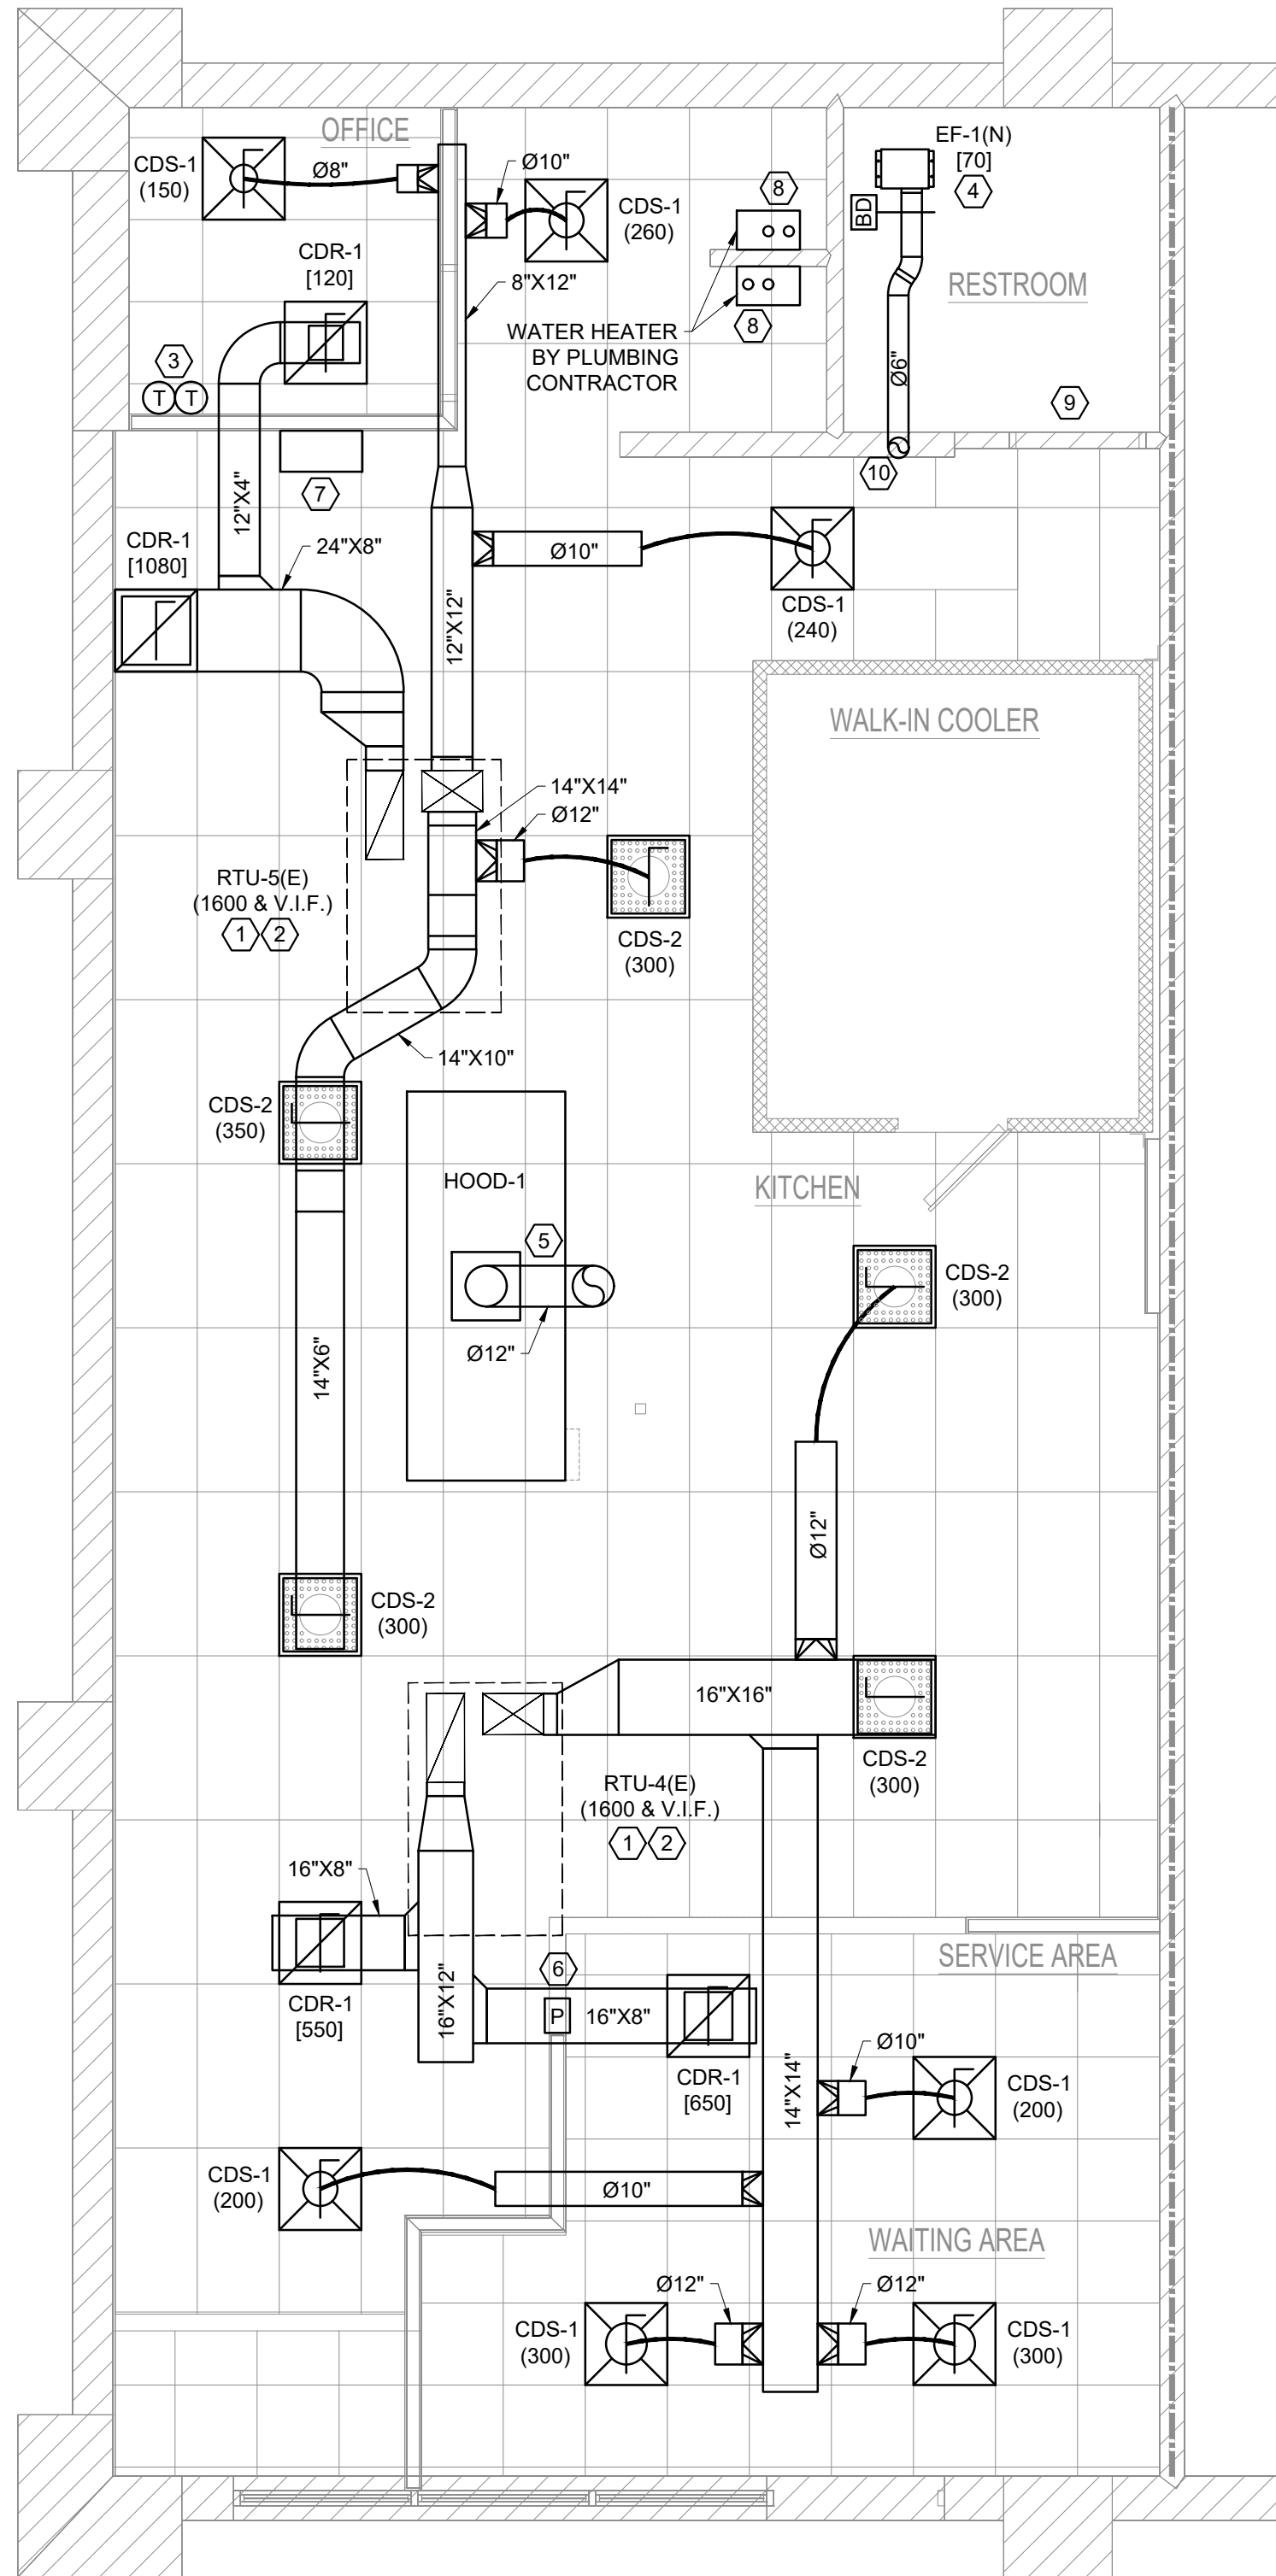 OFFICE
CDS-1
(150)
Ø8"
Ø10"
CDS-1
(260)
8
EF-1(N)
[70]
4
BD
CDR-1
[120]
8"X12"
RESTROOM
WATER HEATER
BY PLUMBING
CONTRACTOR
8
3
T T
Ø6"
9
10
12"X4"
7
CDR-1
[1080]
24"X8"
Ø10"
12"X12"
CDS-1
(240)
WALK-IN COOLER
14"X14"
Ø12"
RTU-5(E)
(1600 & V.I.F.)
1 2
CDS-2
(300)
14"X10"
CDS-2
(350)
HOOD-1
KITCHEN
5
CDS-2
(300)
Ø12"
14"X6"
Ø12"
CDS-2
(300)
16"X16"
CDS-2
(300)
RTU-4(E)
(1600 & V.I.F.)
1 2
16"X8"
SERVICE AREA
CDR-1
[550]
16"X12"
6
P
16"X8"
CDR-1
[650]
14"X14"
Ø10"
CDS-1
(200)
CDS-1
(200)
Ø10"
WAITING AREA
Ø12"
Ø12"
CDS-1
(300)
CDS-1
(300)